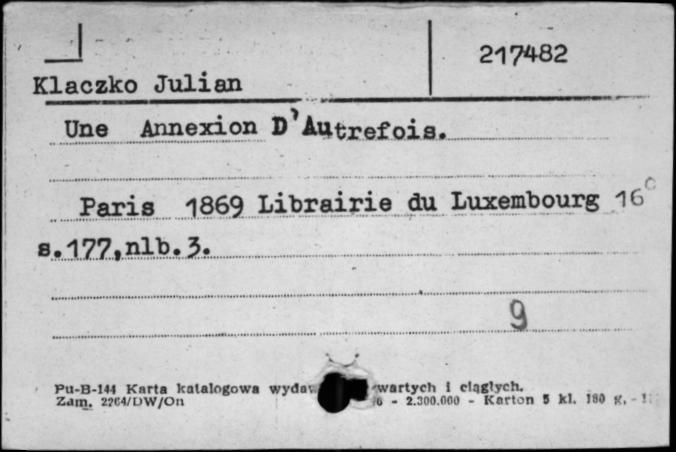 217482
Klaczko Julian
Une Annexion D'Autrefois.
Paris 1869 Librairie du Luxembourg 16°
s.177,nlb.3.
9
Pu-B-144 Karta katalogowa wartych i ciągłych.
Zam. 2264/DW/On 6 - 2.300.000 - Karton 5 kl. 180 g.